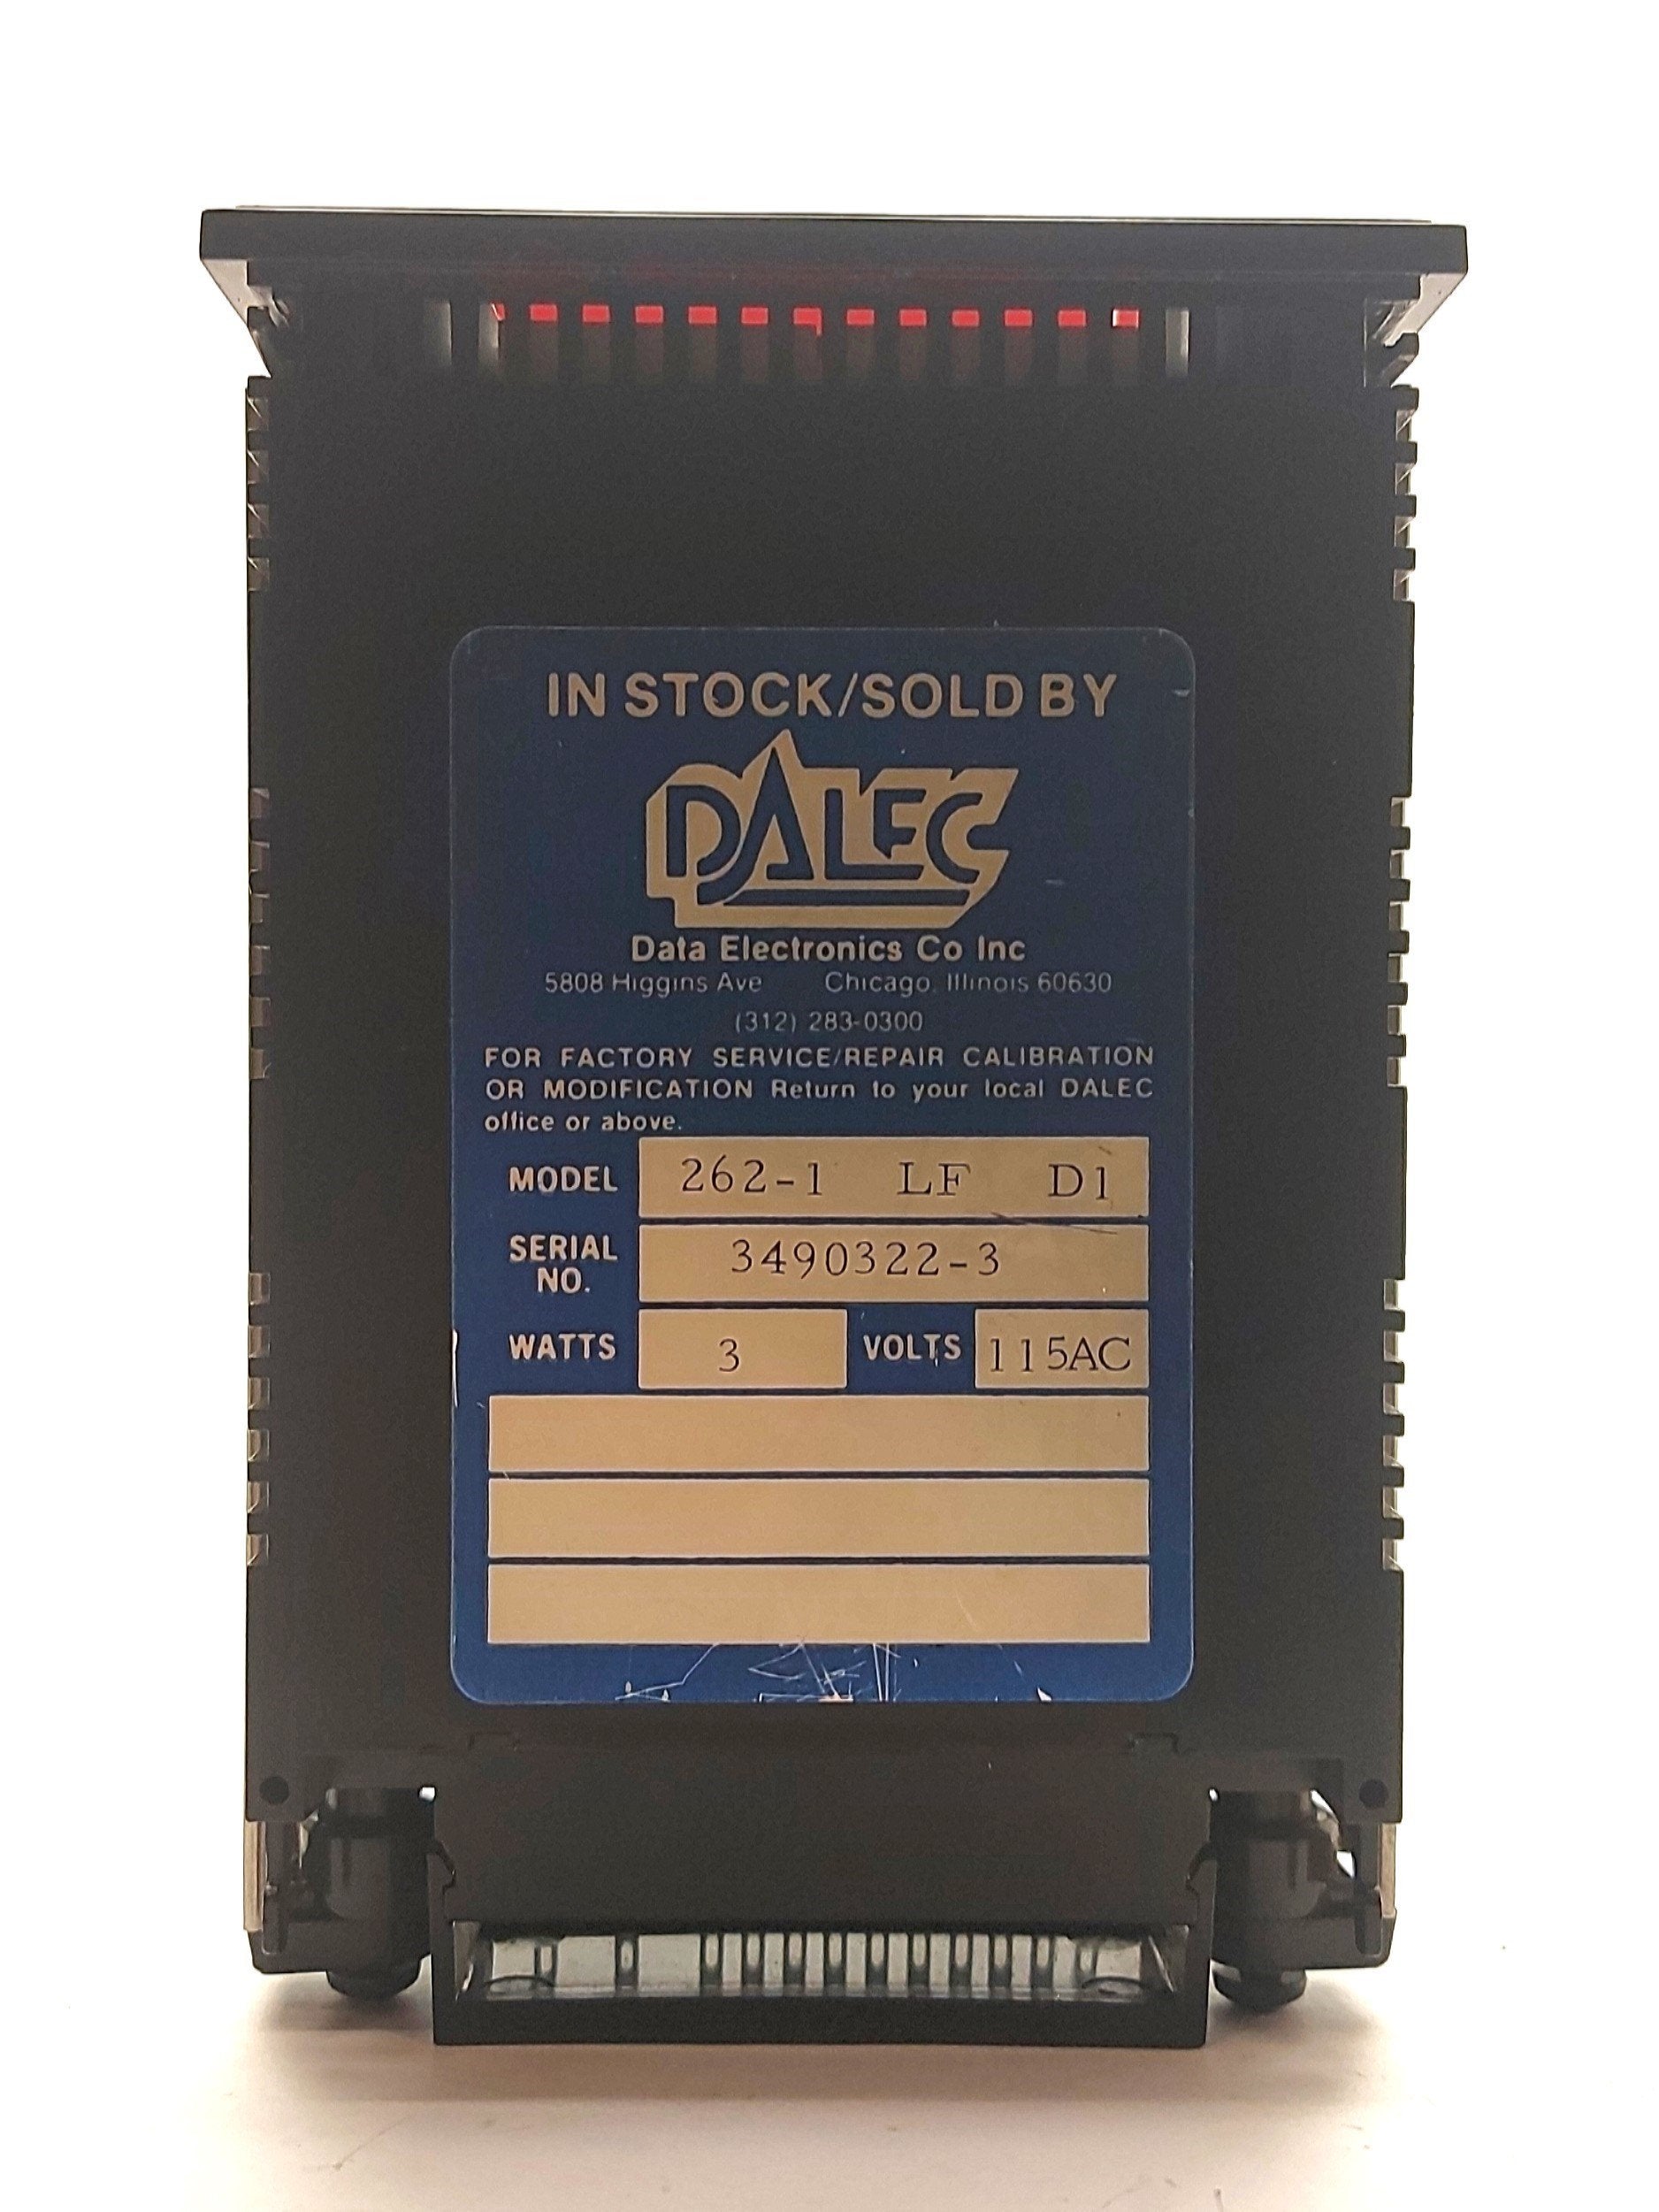 IN STOCK/SOLD BY
DALEC
Data Electronics Co Inc
5808 Higgins Ave Chicago, Illinois 60630
(312) 283-0300
FOR FACTORY SERVICE/REPAIR CALIBRATION
OR MODIFICATION Return to your local DALEC
office or above.
MODEL 262-1 LF D1
SERIAL NO. 3490322-3
WATTS 3 VOLTS 115AC